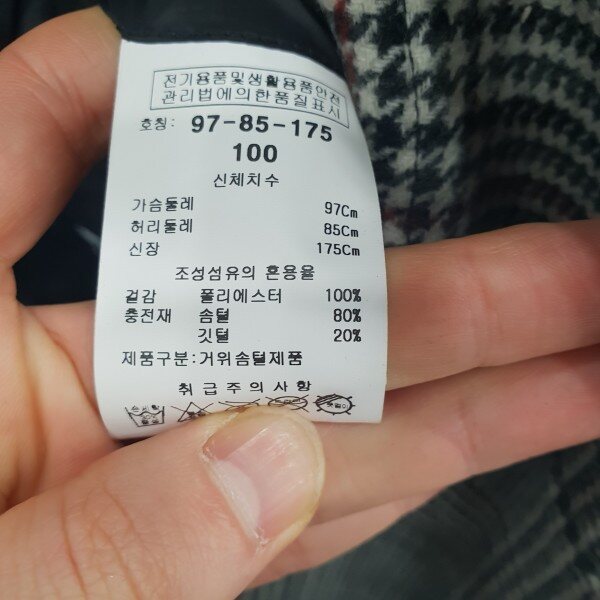 전기용품및생활용품안전
관리법에의한품질표시
호칭: 97-85-175
100
신체치수
가슴둘레 97Cm
허리둘레 85Cm
신장 175Cm
조성섬유의 혼용율
겉감 폴리에스터 100%
충전재 솜털 80%
깃털 20%
제품구분:거위솜털제품
취급주의사항